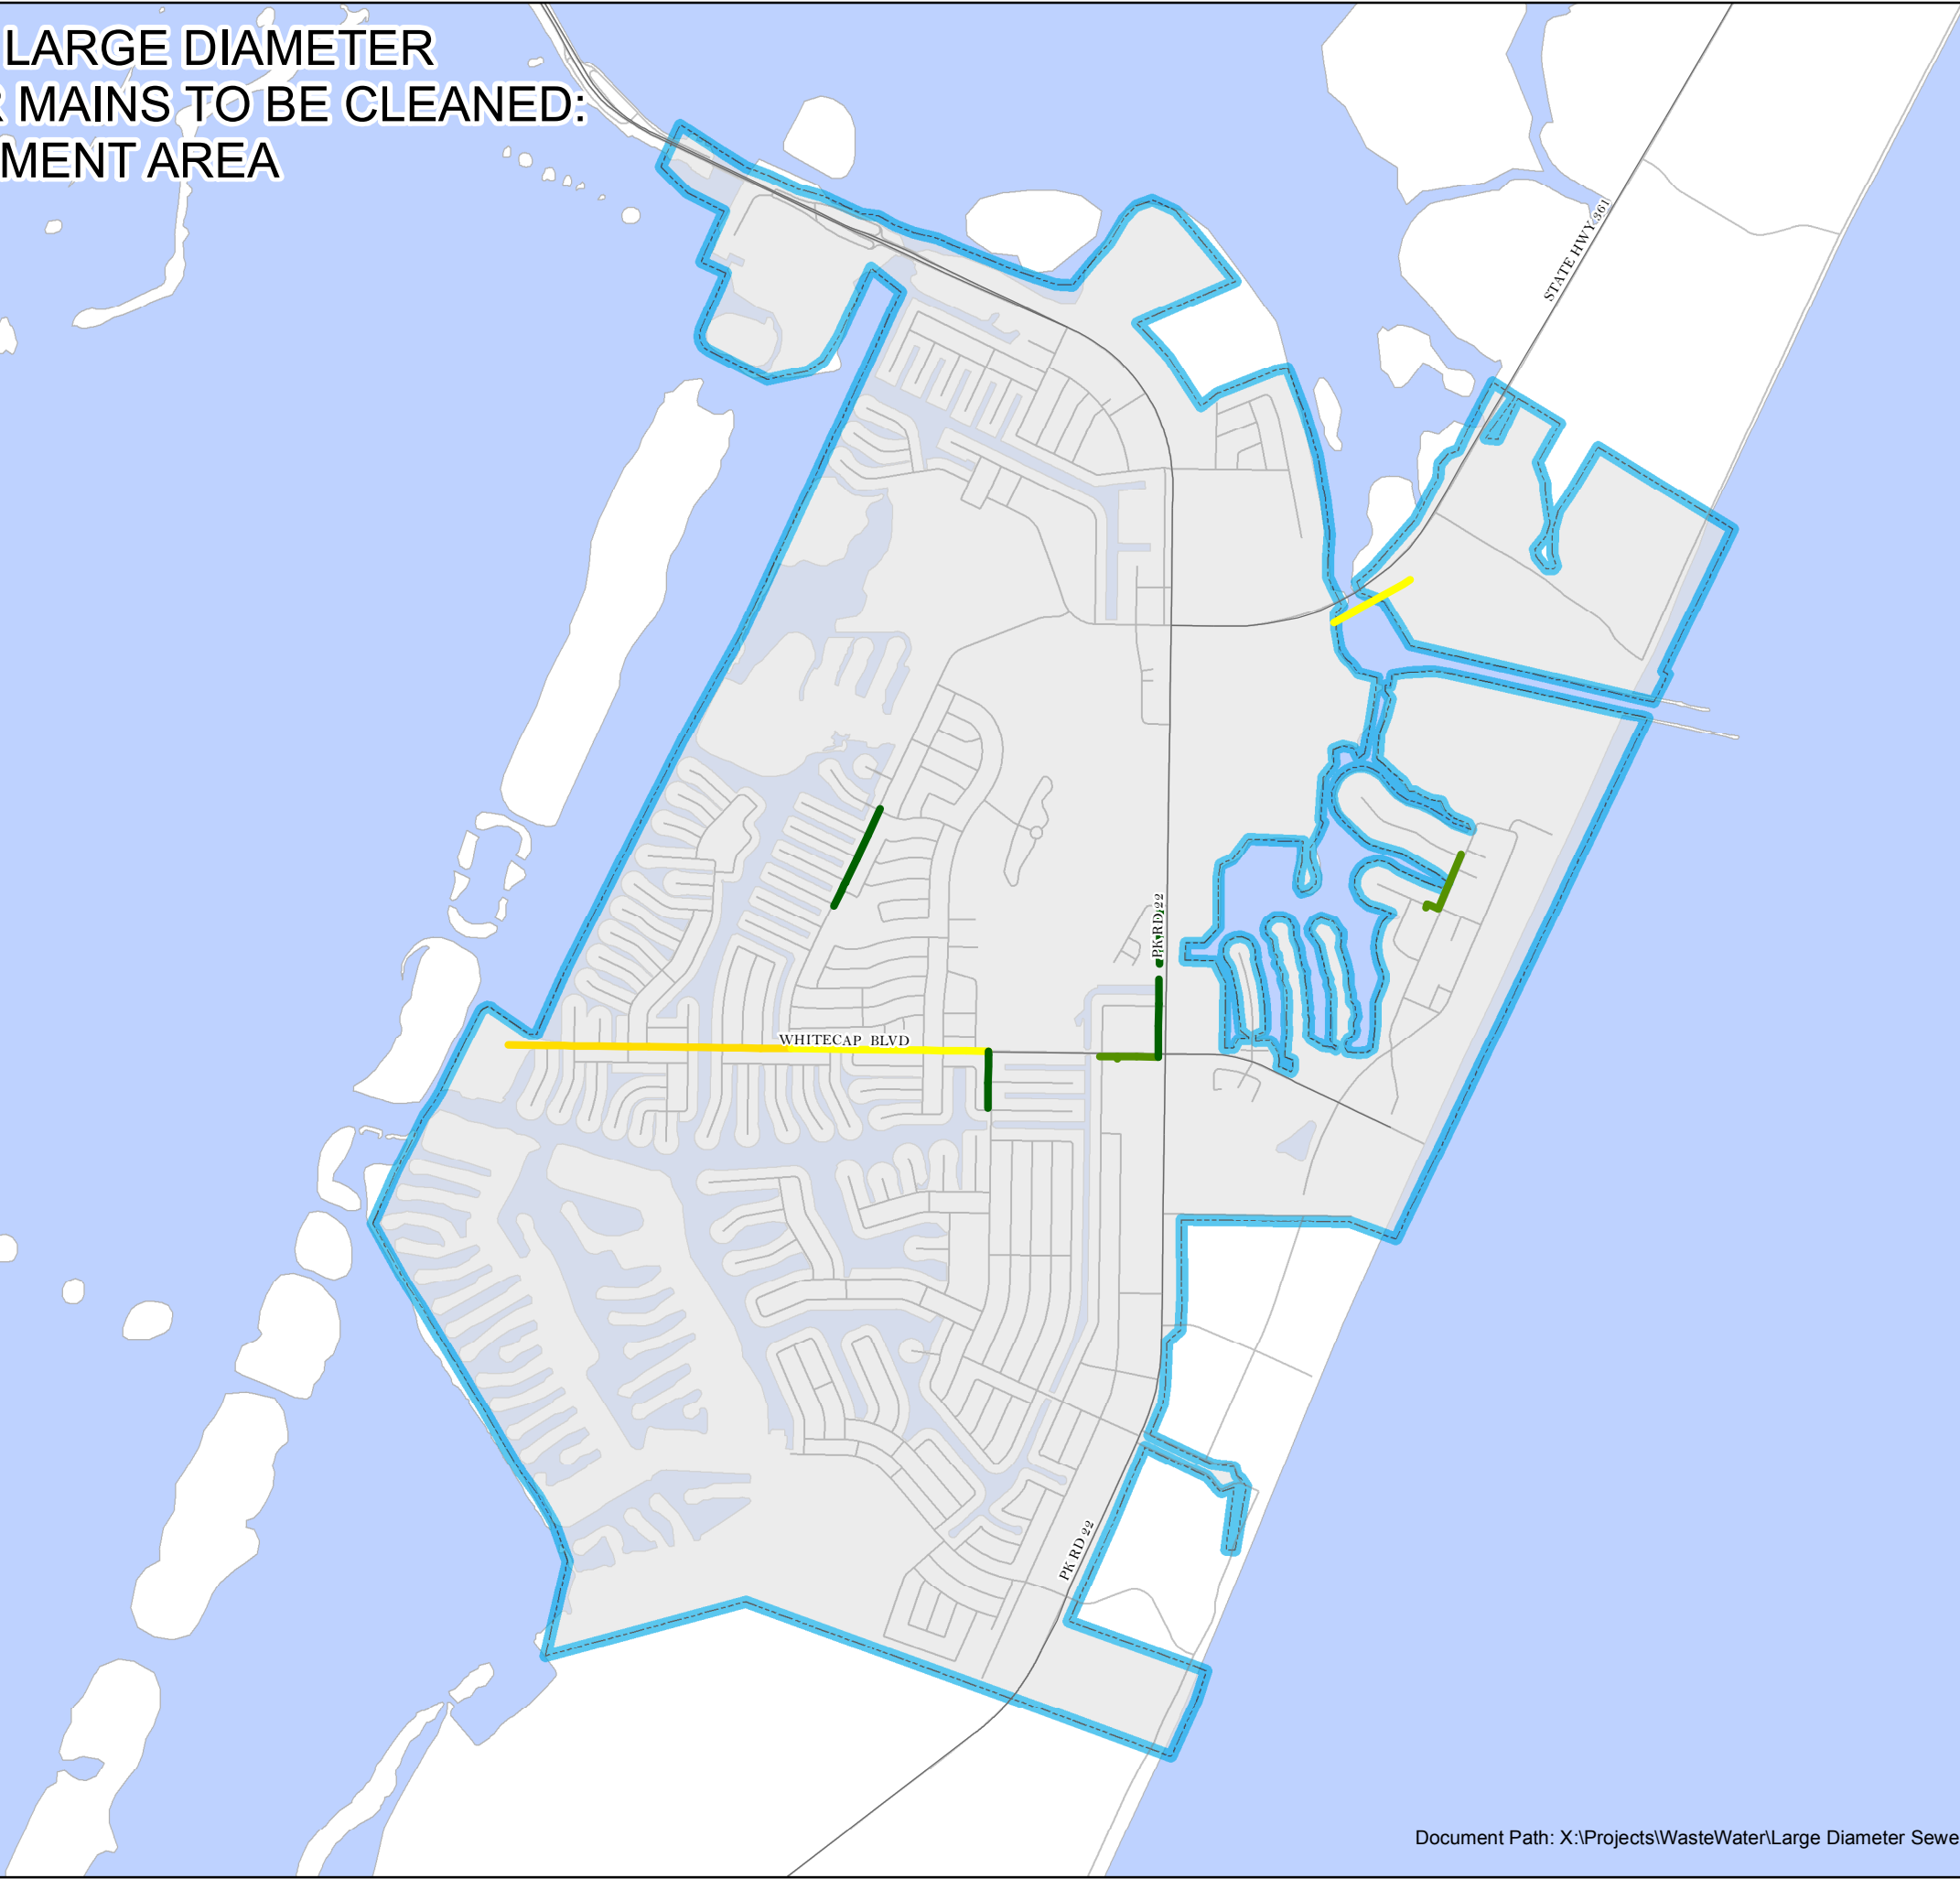 LARGE DIAMETER
R MAINS TO BE CLEANED:
MENT AREA
STATE HWY 361
PK RD 22
WHITECAP BLVD
PK RD 22
Document Path: X:\Projects\WasteWater\Large Diameter Sewe